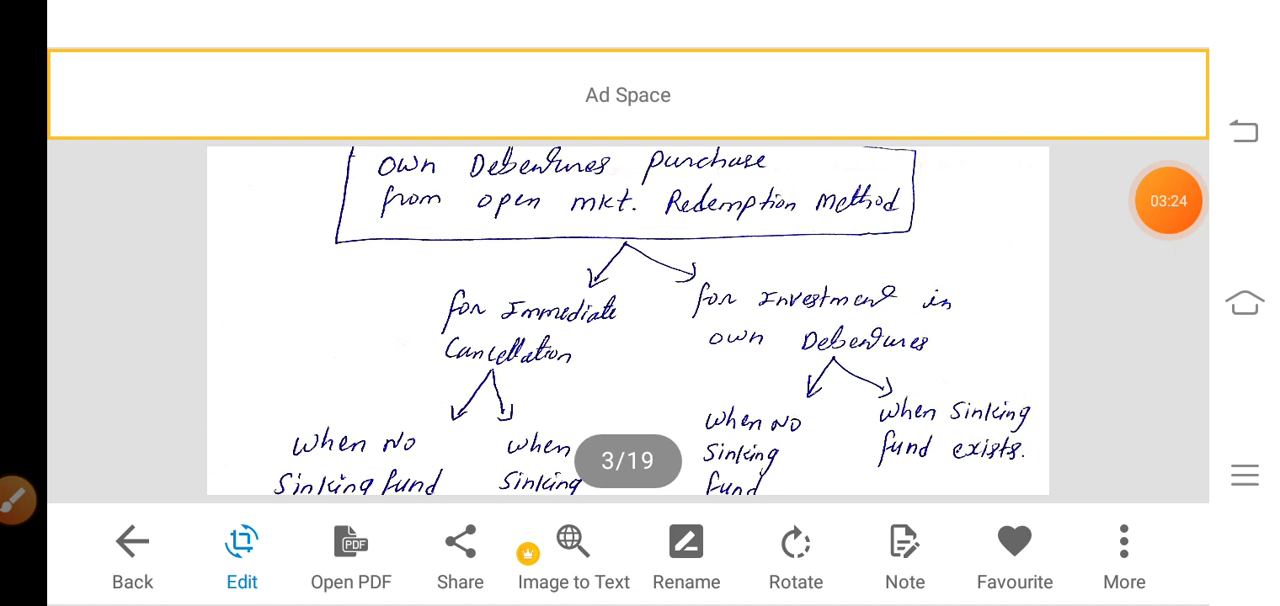 Ad Space
own Debentures purchase
from open mkt. Redemption Method
03:24
for Immediate
Cancellation
for Investment in
own Debentures
when No
Sinking fund
when
Sinking
when No
Sinking
fund
when Sinking
fund exists.
3/19
Back
Edit
PDF
Open PDF
Share
Image to Text
Rename
Rotate
Note
Favourite
More